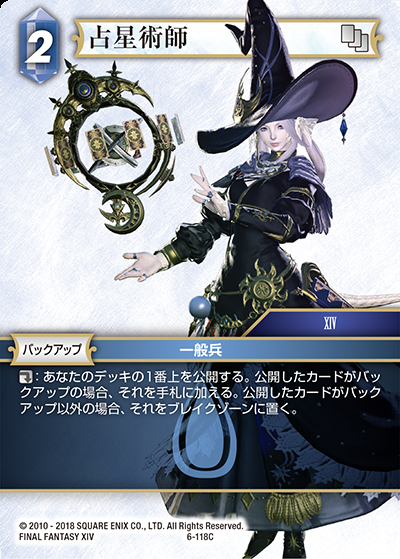 2
占星術師
XIV
バックアップ
一般兵
：あなたのデッキの1番上を公開する。公開したカードがバッ
クアップの場合、それを手札に加える。公開したカードがバック
アップ以外の場合、それをブレイクゾーンに置く。
© 2010 - 2018 SQUARE ENIX CO., LTD. All Rights Reserved.
FINAL FANTASY XIV
6-118C